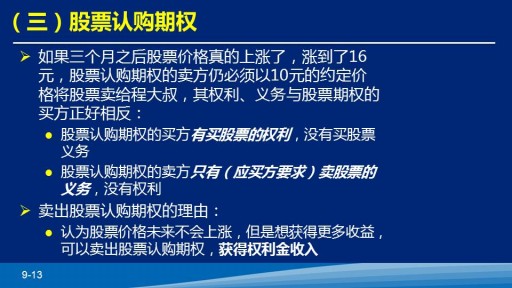 （三）股票认购期权
如果三个月之后股票价格真的上涨了，涨到了16
元，股票认购期权的卖方仍必须以10元的约定价
格将股票卖给程大叔，其权利、义务与股票期权的
买方正好相反：
股票认购期权的买方有买股票的权利，没有买股票
义务
股票认购期权的卖方只有（应买方要求）卖股票的
义务，没有权利
卖出股票认购期权的理由：
认为股票价格未来不会上涨，但是想获得更多收益，
可以卖出股票认购期权，获得权利金收入
9-13